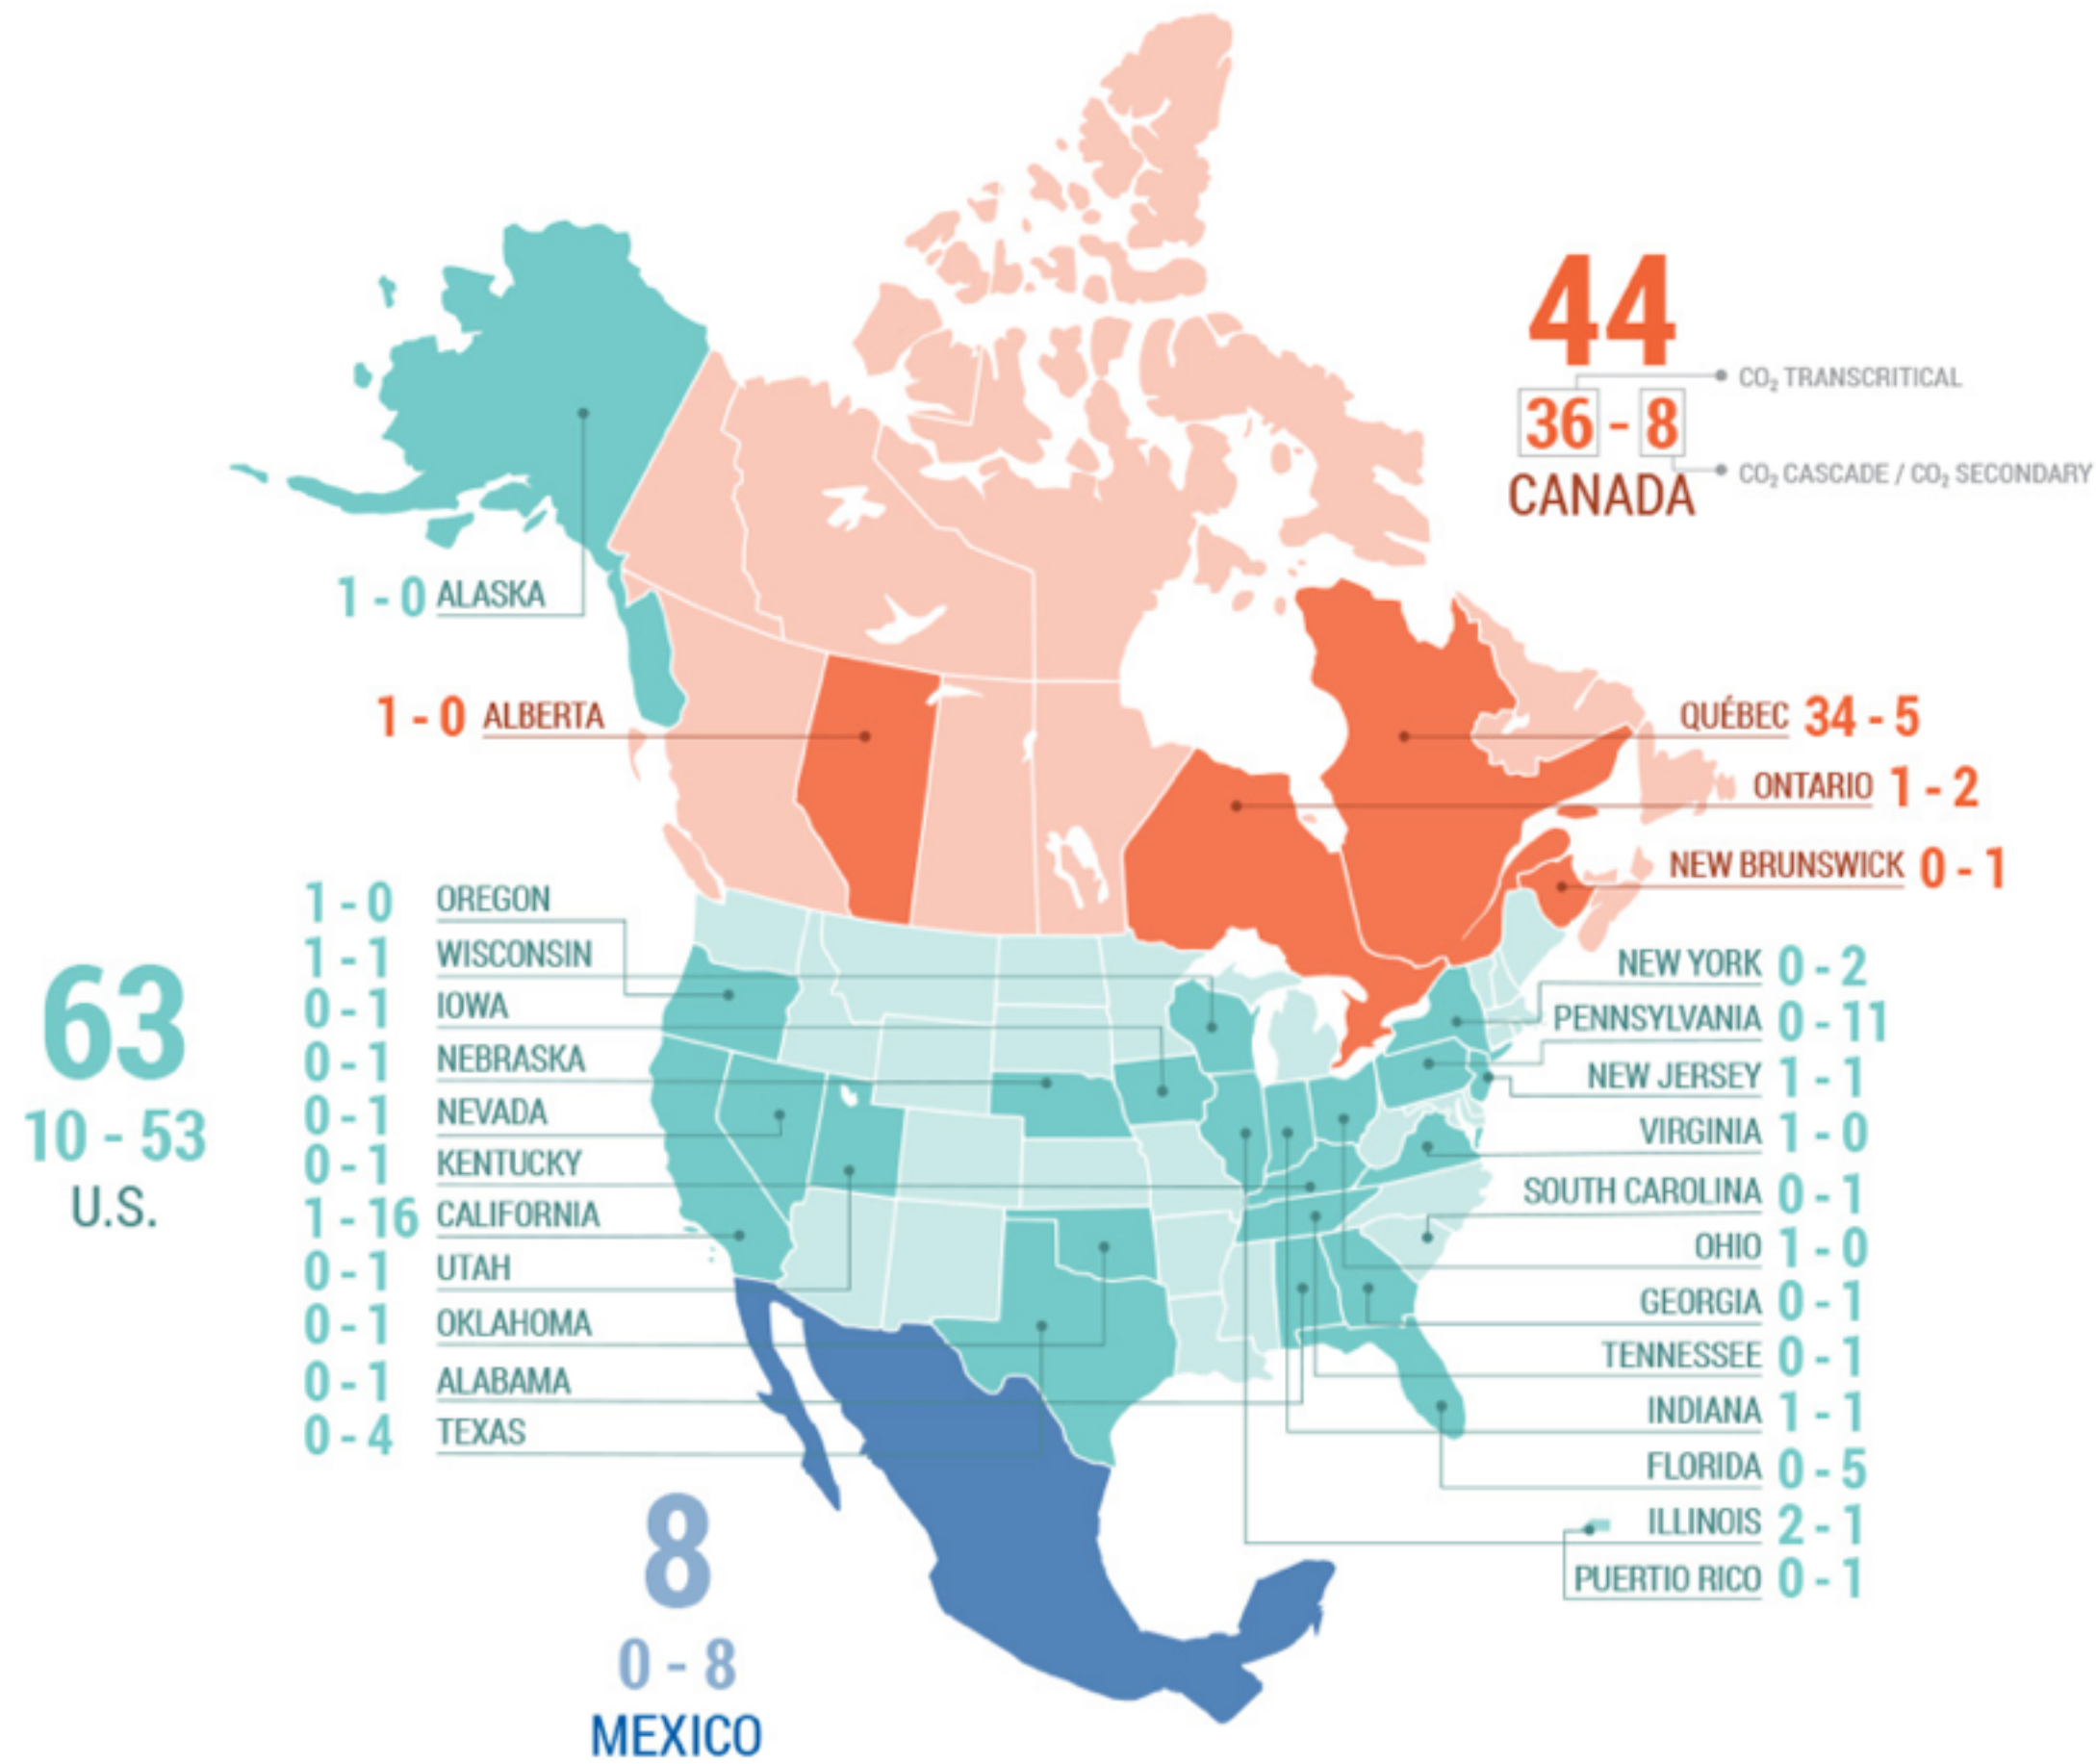 44
CO₂ TRANSCRITICAL
36 - 8
CO₂ CASCADE / CO₂ SECONDARY
CANADA
1 - 0 ALASKA
1 - 0 ALBERTA
QUÉBEC 34 - 5
ONTARIO 1 - 2
NEW BRUNSWICK 0 - 1
63
10 - 53
U.S.
1 - 0 OREGON
1 - 1 WISCONSIN
0 - 1 IOWA
0 - 1 NEBRASKA
0 - 1 NEVADA
0 - 1 KENTUCKY
1 - 16 CALIFORNIA
0 - 1 UTAH
0 - 1 OKLAHOMA
0 - 1 ALABAMA
0 - 4 TEXAS
NEW YORK 0 - 2
PENNSYLVANIA 0 - 11
NEW JERSEY 1 - 1
VIRGINIA 1 - 0
SOUTH CAROLINA 0 - 1
OHIO 1 - 0
GEORGIA 0 - 1
TENNESSEE 0 - 1
INDIANA 1 - 1
FLORIDA 0 - 5
ILLINOIS 2 - 1
PUERTIO RICO 0 - 1
8
0 - 8
MEXICO